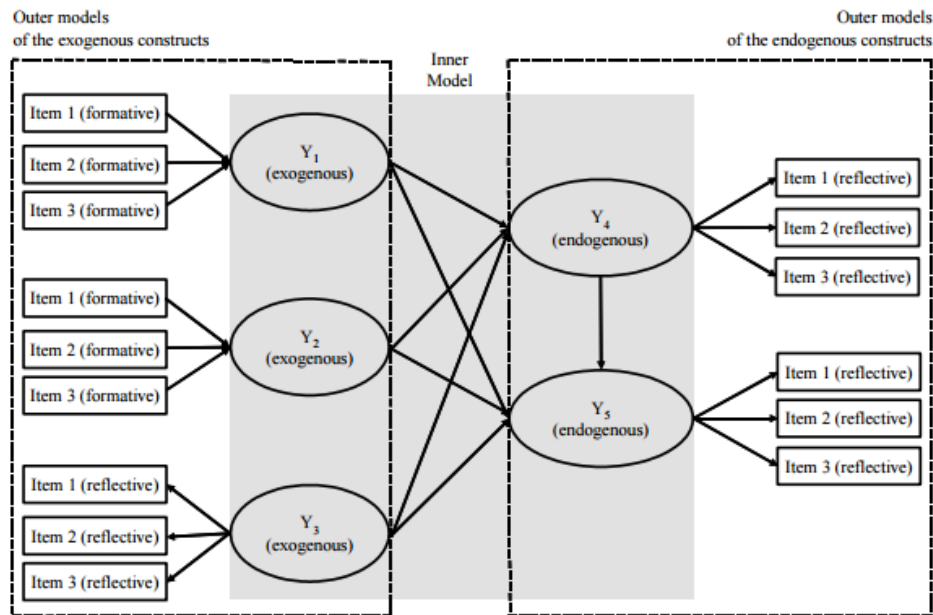 Outer models
of the exogenous constructs
Outer models
of the endogenous constructs
Inner
Model
Item 1 (formative)
Item 2 (formative)
Item 3 (formative)
Y1
(exogenous)
Item 1 (formative)
Item 2 (formative)
Item 3 (formative)
Y2
(exogenous)
Item 1 (reflective)
Item 2 (reflective)
Item 3 (reflective)
Y3
(exogenous)
Y4
(endogenous)
Item 1 (reflective)
Item 2 (reflective)
Item 3 (reflective)
Y5
(endogenous)
Item 1 (reflective)
Item 2 (reflective)
Item 3 (reflective)